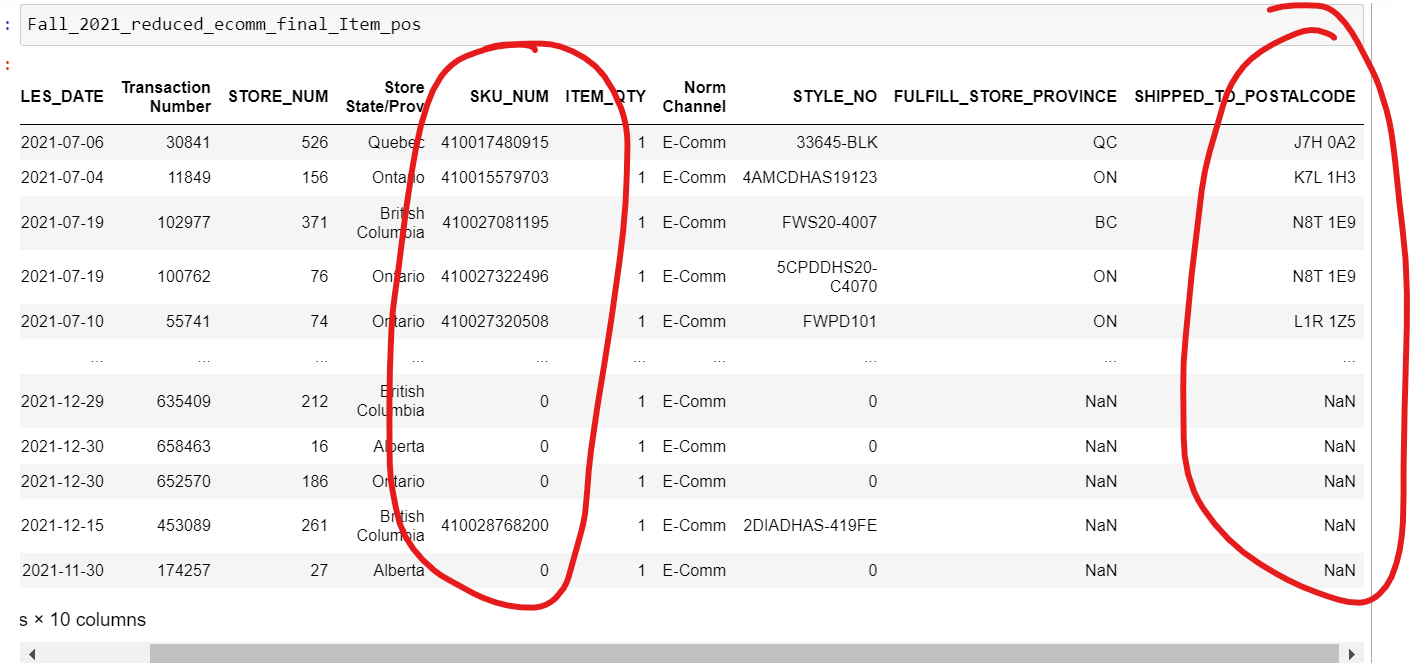 Fall_2021_reduced_ecomm_final_Item_pos
LES_DATE Transaction Number STORE_NUM Store State/Prov SKU_NUM ITEM_QTY Norm Channel STYLE_NO FULFILL_STORE_PROVINCE SHIPPED_TO_POSTALCODE
2021-07-06 30841 526 Quebec 410017480915 1 E-Comm 33645-BLK QC J7H 0A2
2021-07-04 11849 156 Ontario 410015579703 1 E-Comm 4AMCDHAS19123 ON K7L 1H3
2021-07-19 102977 371 British Columbia 410027081195 1 E-Comm FWS20-4007 BC N8T 1E9
2021-07-19 100762 76 Ontario 410027322496 1 E-Comm 5CPDDHS20-C4070 ON N8T 1E9
2021-07-10 55741 74 Ontario 410027320508 1 E-Comm FWPD101 ON L1R 1Z5
... ... ... ... ... ... ... ... ... ...
2021-12-29 635409 212 British Columbia 0 1 E-Comm 0 NaN NaN
2021-12-30 658463 16 Alberta 0 1 E-Comm 0 NaN NaN
2021-12-30 652570 186 Ontario 0 1 E-Comm 0 NaN NaN
2021-12-15 453089 261 British Columbia 410028768200 1 E-Comm 2DIADHAS-419FE NaN NaN
2021-11-30 174257 27 Alberta 0 1 E-Comm 0 NaN NaN
s × 10 columns